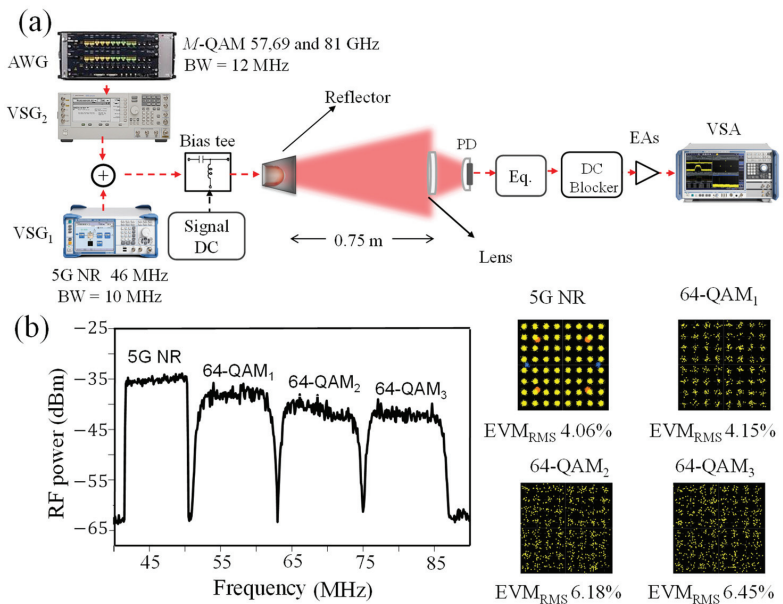 (a)
AWG
M-QAM 57,69 and 81 GHz
BW = 12 MHz
VSG2
Bias tee
Reflector
PD
Eq.
DC
Blocker
EAs
VSA
VSG1
Signal
DC
0.75 m
Lens
5G NR 46 MHz
BW = 10 MHz
(b)
RF power (dBm)
−25
−35
−45
−55
−65
5G NR
64-QAM1
64-QAM2
64-QAM3
45
55
65
75
85
Frequency (MHz)
5G NR
EVMRMS 4.06%
64-QAM1
EVMRMS 4.15%
64-QAM2
EVMRMS 6.18%
64-QAM3
EVMRMS 6.45%